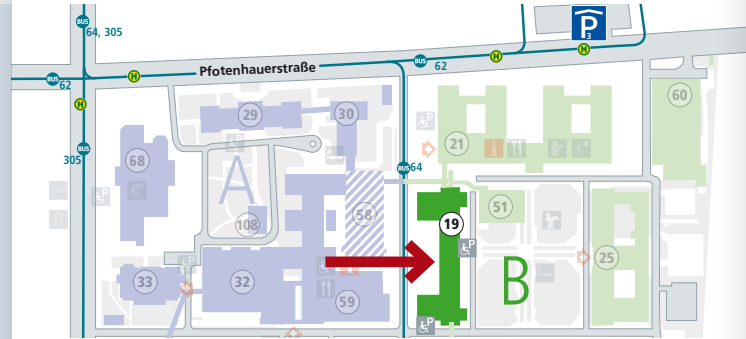 BUS
64, 305
P
3
H
Pfotenhauerstraße
BUS
62
H
H
BUS
62
H
60
29
30
P
21
P
68
BUS
305
A
BUS
64
P
P
58
51
19
108
P
25
B
33
32
59
P